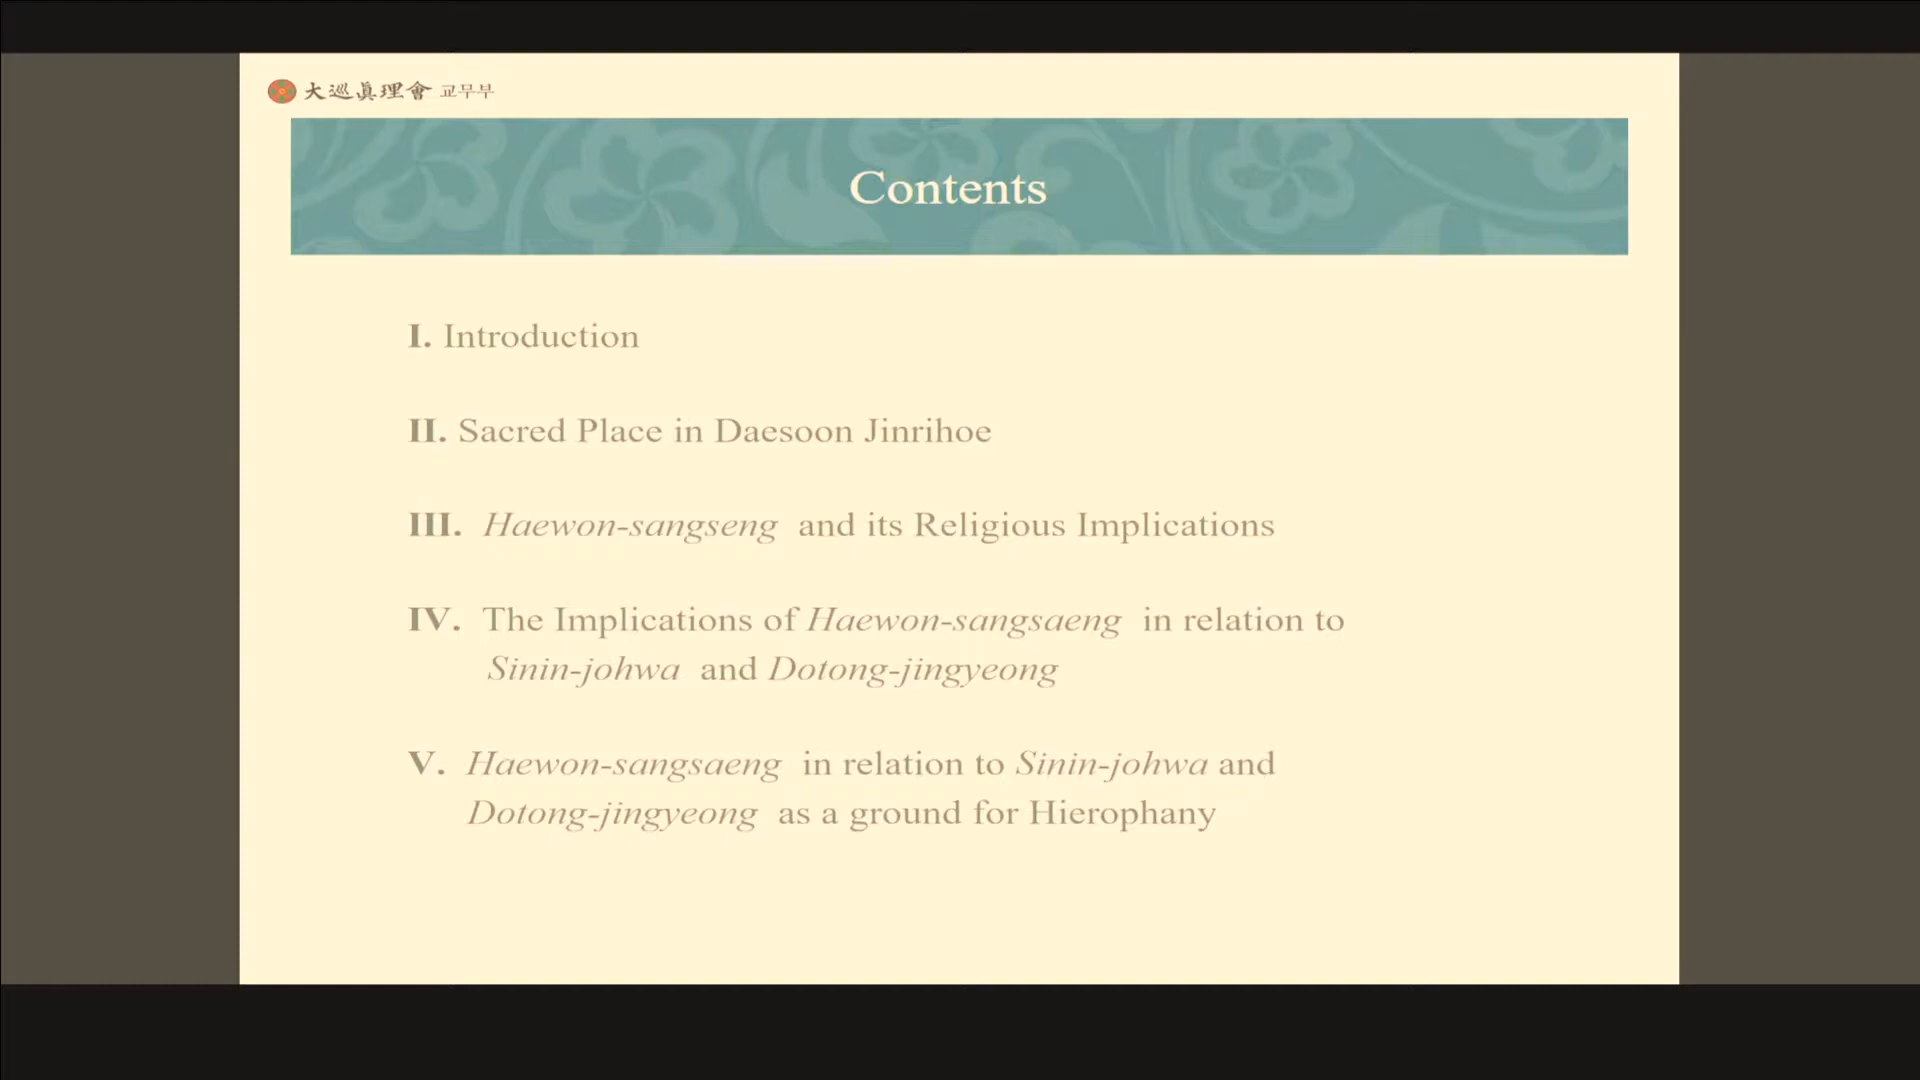 大巡眞理會 교무부
Contents
I. Introduction
II. Sacred Place in Daesoon Jinrihoe
III. Haewon-sangseng and its Religious Implications
IV. The Implications of Haewon-sangsaeng in relation to
Sinin-johwa and Dotong-jingyeong
V. Haewon-sangsaeng in relation to Sinin-johwa and
Dotong-jingyeong as a ground for Hierophany